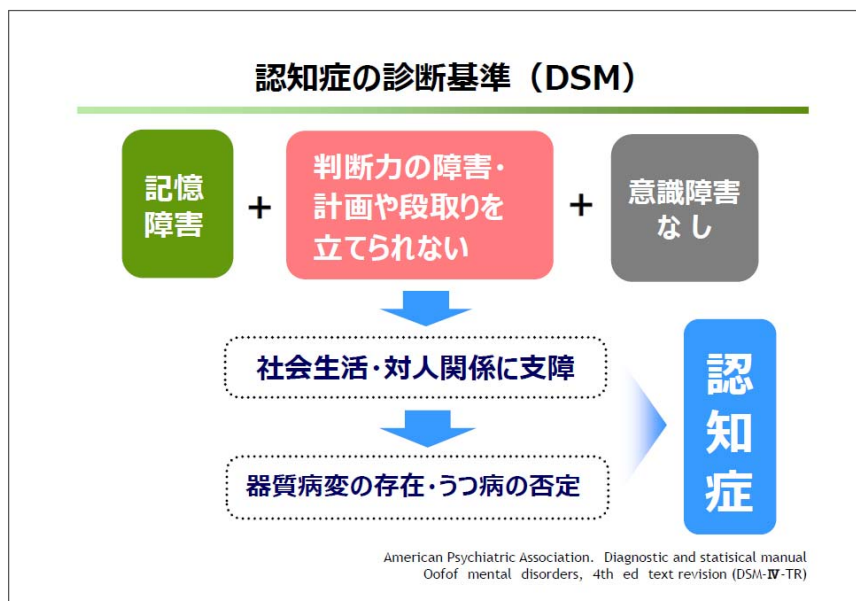 認知症の診断基準（DSM）
記憶
障害
+
判断力の障害・
計画や段取りを
立てられない
+
意識障害
なし
社会生活・対人関係に支障
器質病変の存在・うつ病の否定
認
知
症
American Psychiatric Association. Diagnostic and statisical manual
Oofof mental disorders, 4th ed text revision (DSM-Ⅳ-TR)